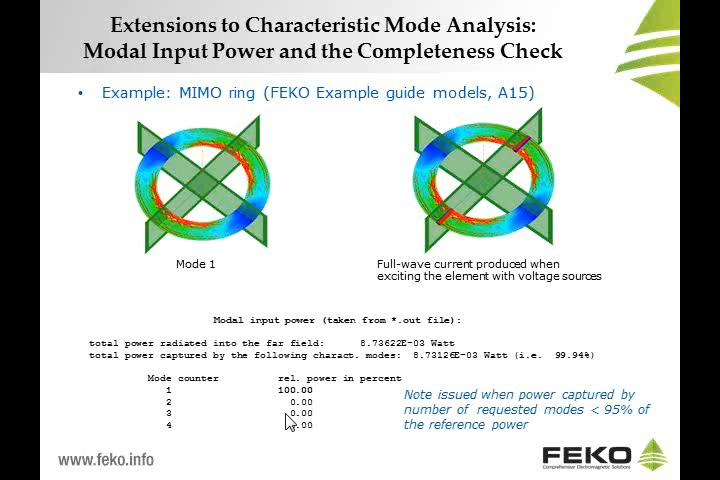 Extensions to Characteristic Mode Analysis:
Modal Input Power and the Completeness Check
• Example: MIMO ring (FEKO Example guide models, A15)
Mode 1
Full-wave current produced when
exciting the element with voltage sources
Modal input power (taken from *.out file):
total power radiated into the far field: 8.73622E-03 Watt
total power captured by the following charact. modes: 8.73126E-03 Watt (i.e. 99.94%)
Mode counter rel. power in percent
1 100.00
2 0.00
3 0.00
4 .00
Note issued when power captured by
number of requested modes < 95% of
the reference power
www.feko.info
FEKO
Comprehensive Electromagnetic Solutions